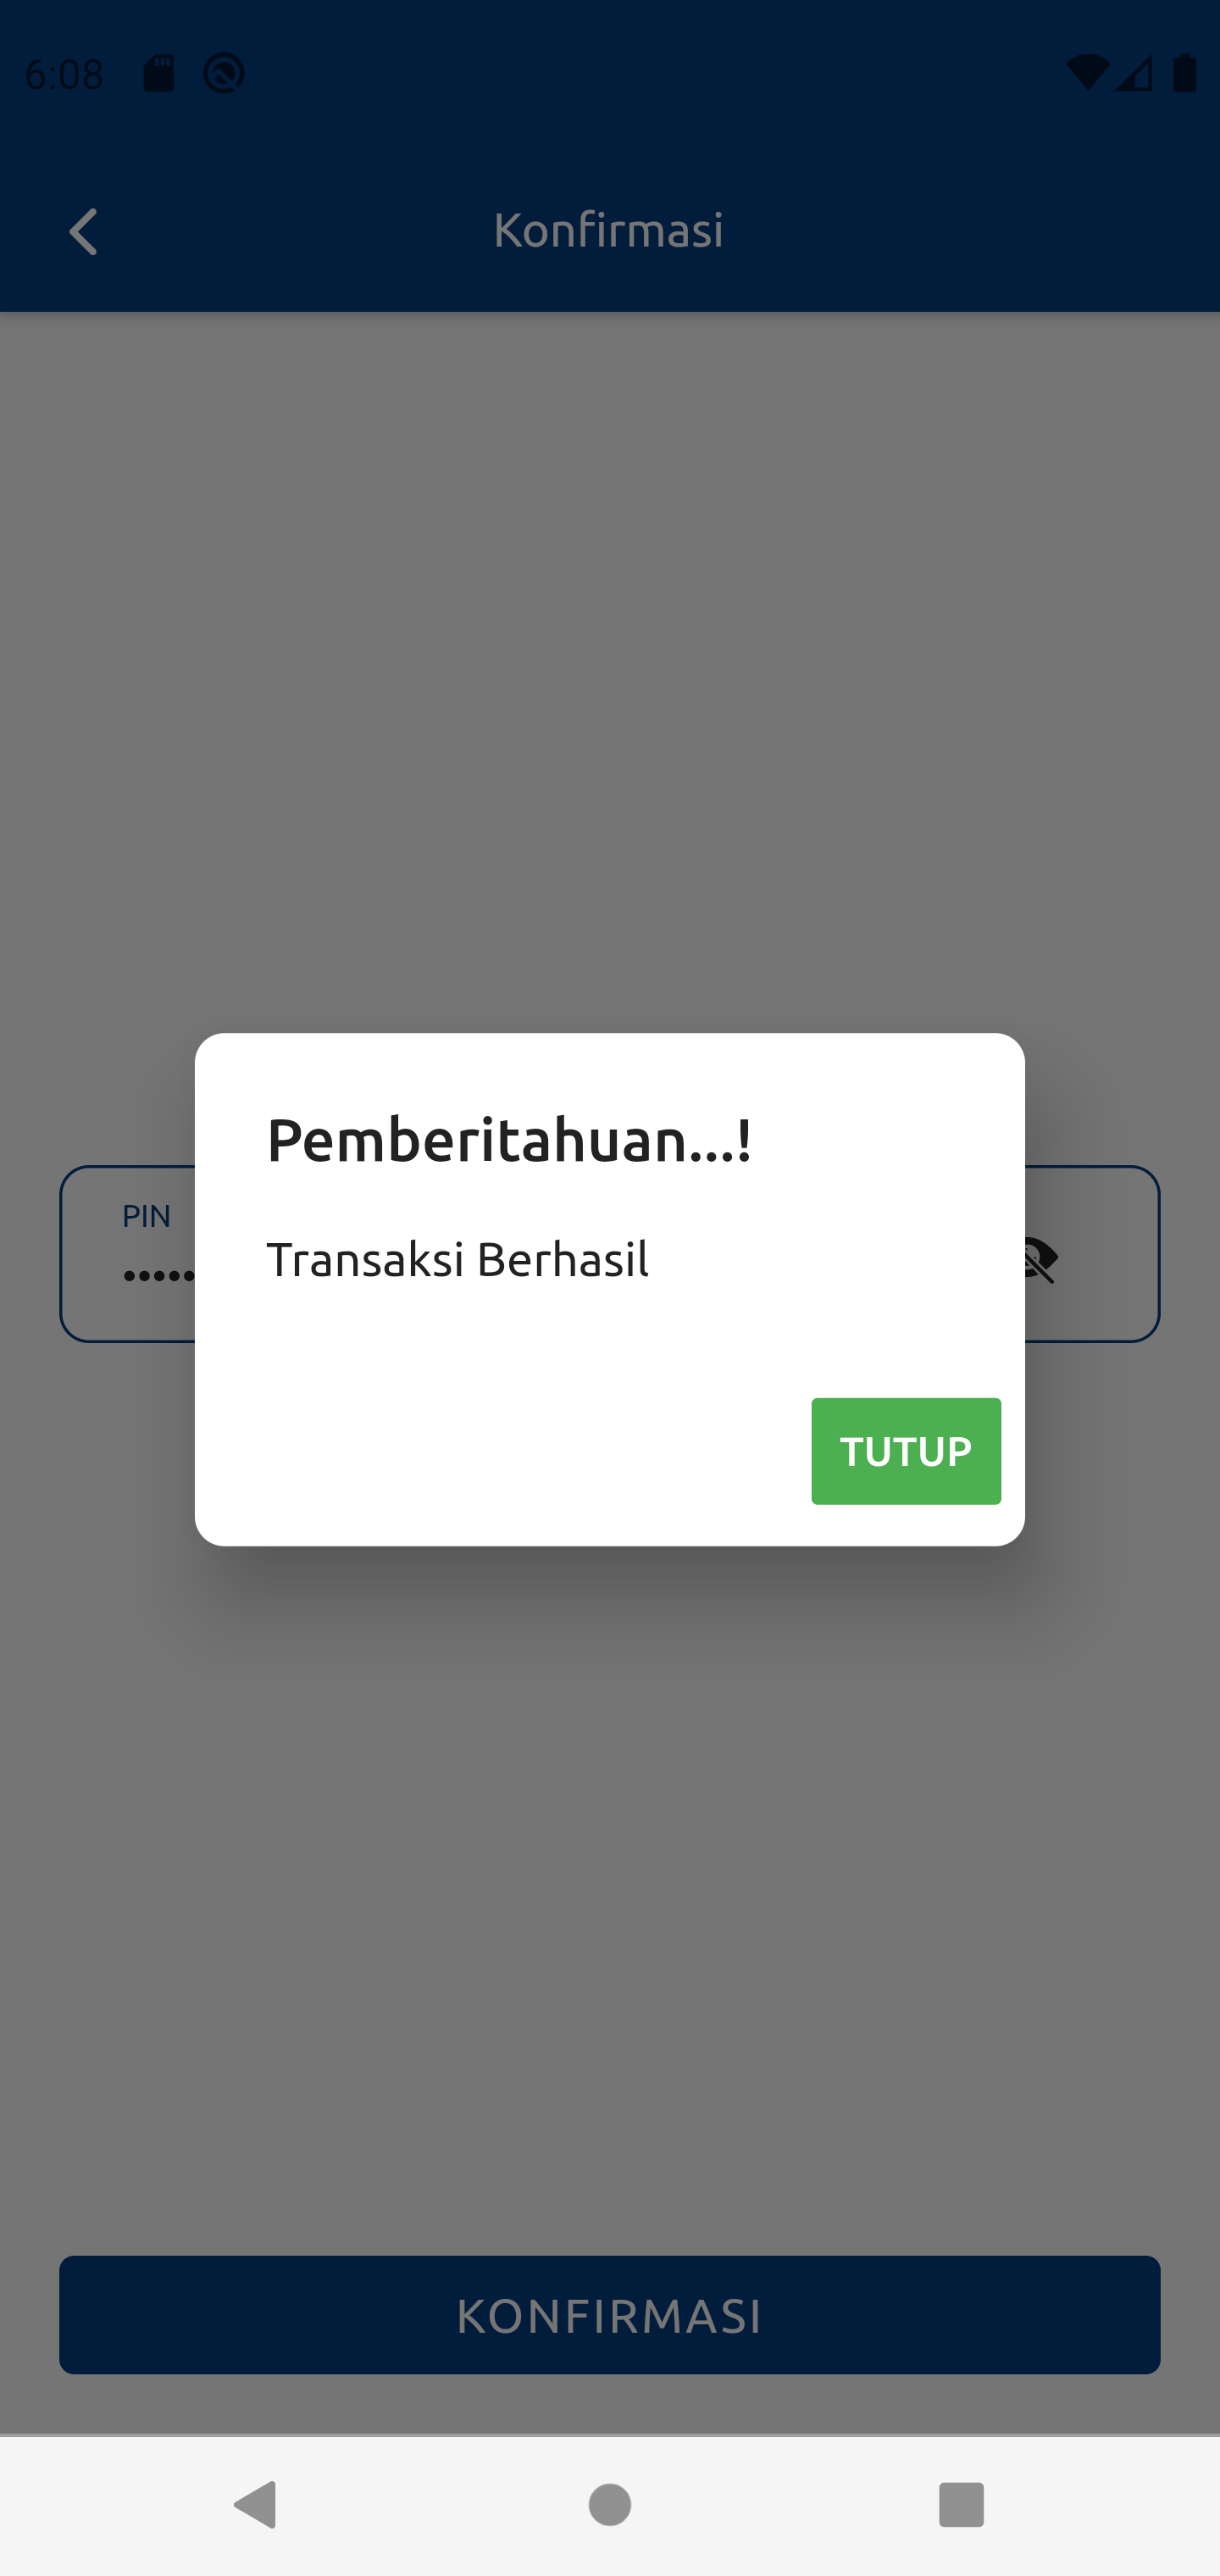 6:08
Konfirmasi
Pemberitahuan...!
PIN
•••••
Transaksi Berhasil
TUTUP
KONFIRMASI